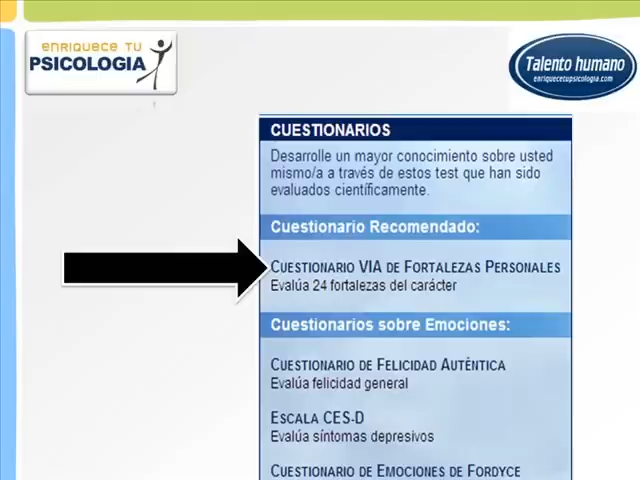 ENRIQUECE TU
PSICOLOGIA
Talento humano
enriquecetupsicologia.com
CUESTIONARIOS
Desarrolle un mayor conocimiento sobre usted
mismo/a a través de estos test que han sido
evaluados científicamente.
Cuestionario Recomendado:
CUESTIONARIO VIA DE FORTALEZAS PERSONALES
Evalúa 24 fortalezas del carácter
Cuestionarios sobre Emociones:
CUESTIONARIO DE FELICIDAD AUTÉNTICA
Evalúa felicidad general
ESCALA CES-D
Evalúa síntomas depresivos
CUESTIONARIO DE EMOCIONES DE FORDYCE